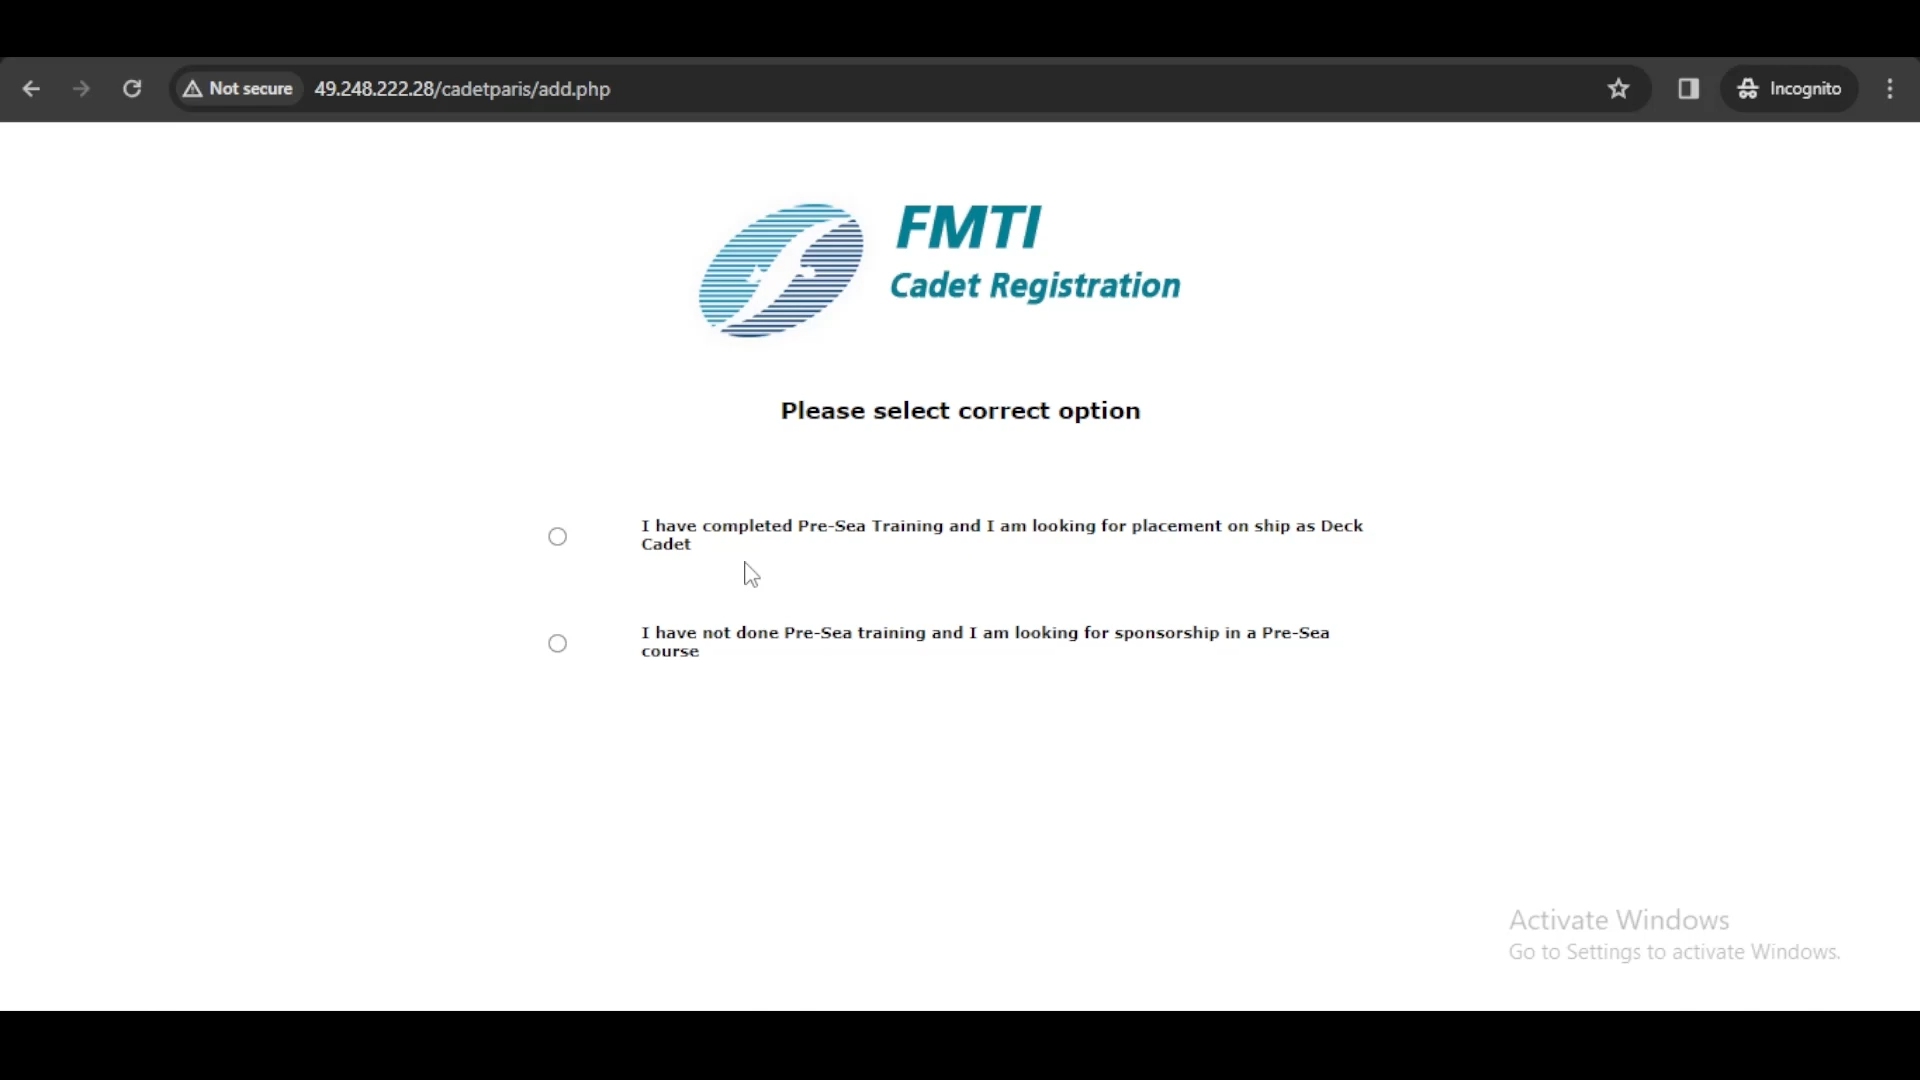 Not secure 49.248.222.28/cadetparis/add.php Incognito
FMTI
Cadet Registration
Please select correct option
I have completed Pre-Sea Training and I am looking for placement on ship as Deck
Cadet
I have not done Pre-Sea training and I am looking for sponsorship in a Pre-Sea
course
Activate Windows
Go to Settings to activate Windows.